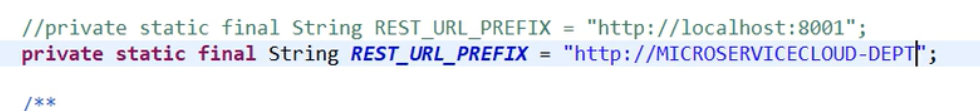 //private static final String REST_URL_PREFIX = "http://localhost:8001";
private static final String REST_URL_PREFIX = "http://MICROSERVICECLOUD-DEPT";
/**